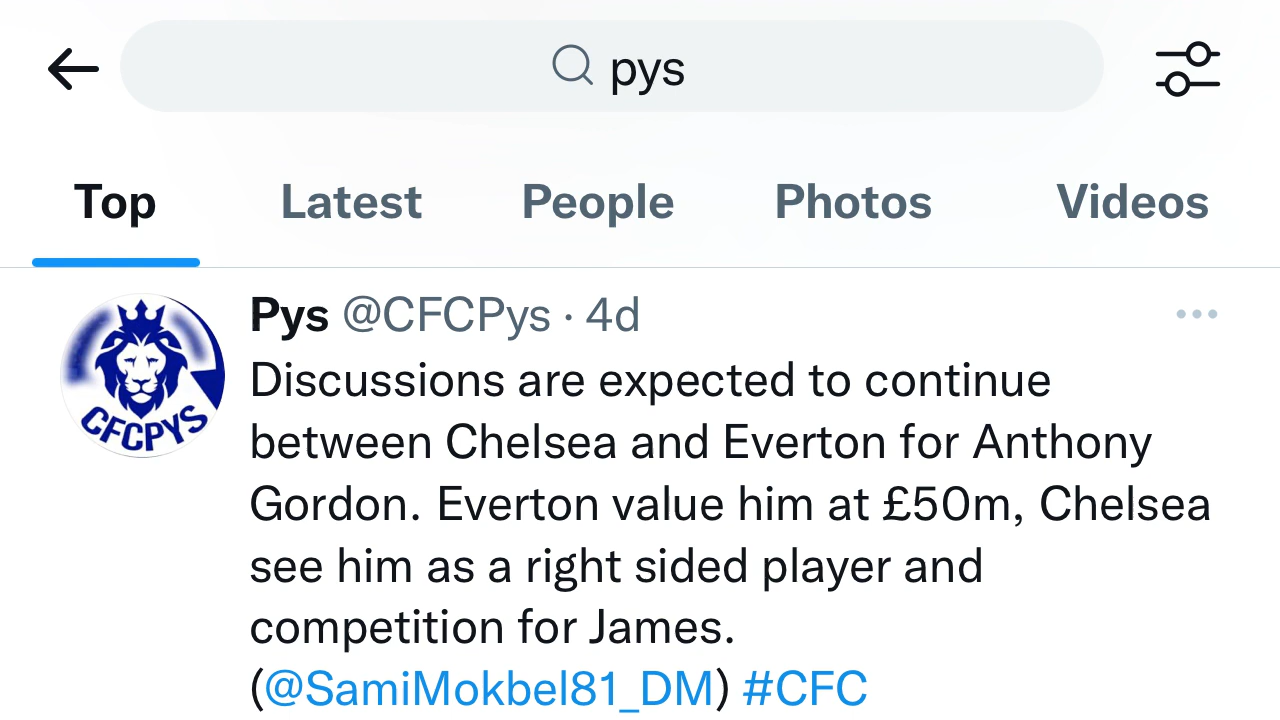 pys
Top Latest People Photos Videos
CFCPYS
Pys @CFCPys · 4d
Discussions are expected to continue
between Chelsea and Everton for Anthony
Gordon. Everton value him at £50m, Chelsea
see him as a right sided player and
competition for James.
(@SamiMokbel81_DM) #CFC